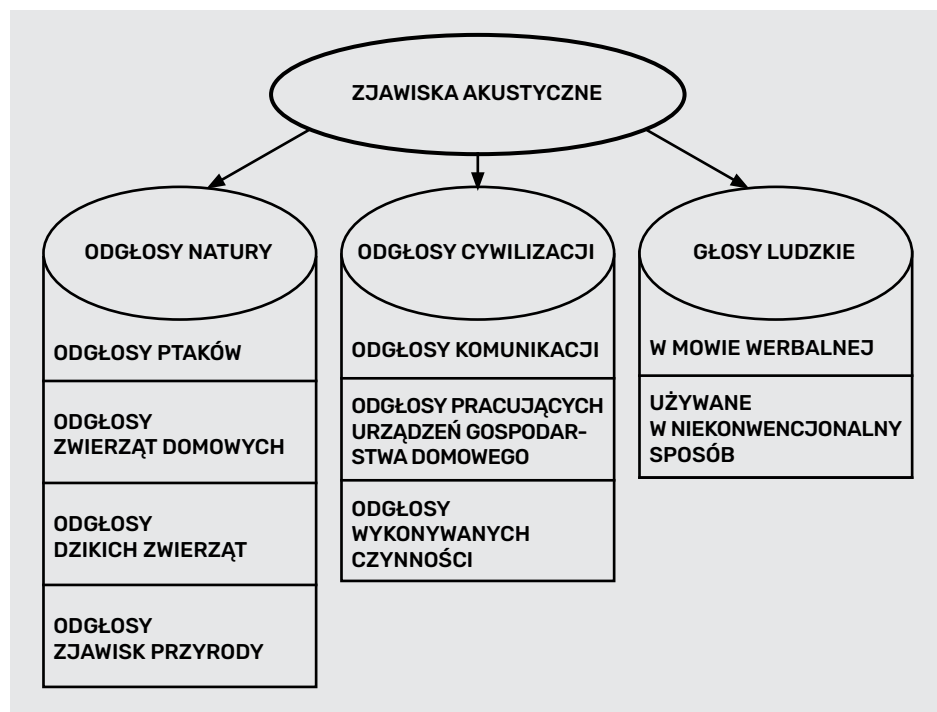 ZJAWISKA AKUSTYCZNE
ODGŁOSY NATURY
ODGŁOSY PTAKÓW
ODGŁOSY
ZWIERZĄT DOMOWYCH
ODGŁOSY
DZIKICH ZWIERZĄT
ODGŁOSY
ZJAWISK PRZYRODY
ODGŁOSY CYWILIZACJI
ODGŁOSY KOMUNIKACJI
ODGŁOSY PRACUJĄCYCH
URZĄDZEŃ GOSPODAR-
STWA DOMOWEGO
ODGŁOSY
WYKONYWANYCH
CZYNNOŚCI
GŁOSY LUDZKIE
W MOWIE WERBALNEJ
UŻYWANE
W NIEKONWENCJONALNY
SPOSÓB